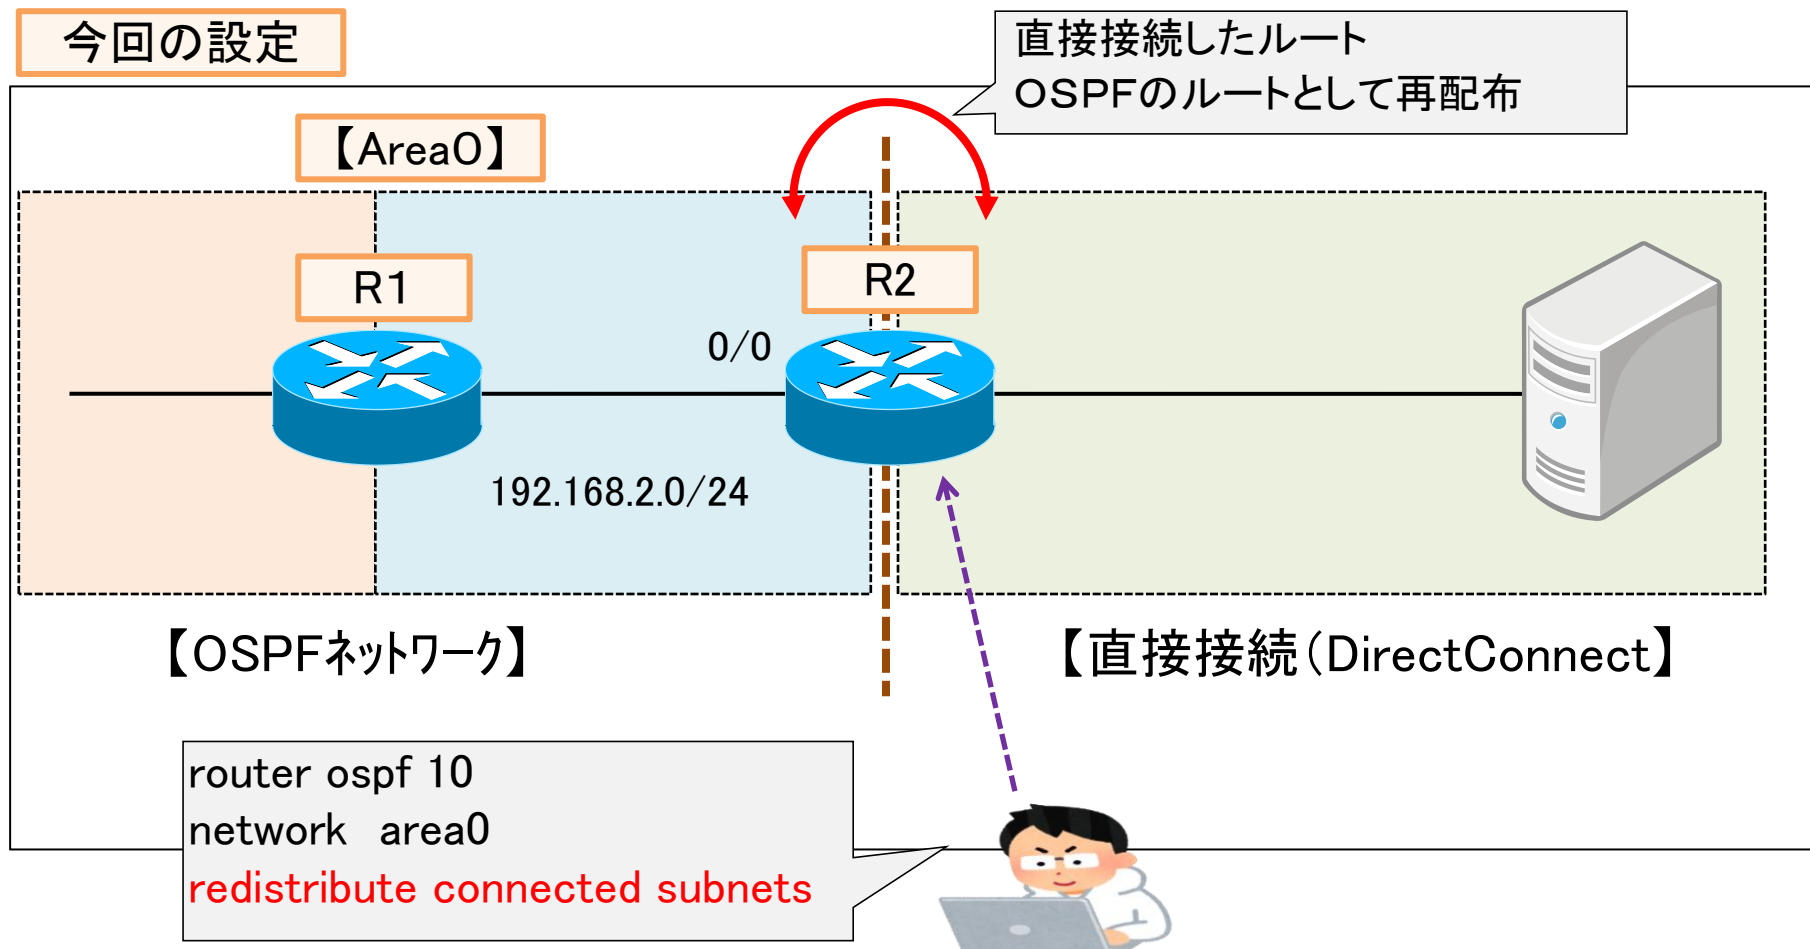 今回の設定
直接接続したルート
OSPFのルートとして再配布
【Area0】
R1
R2
0/0
192.168.2.0/24
【OSPFネットワーク】
【直接接続（DirectConnect】
router ospf 10
network area0
redistribute connected subnets